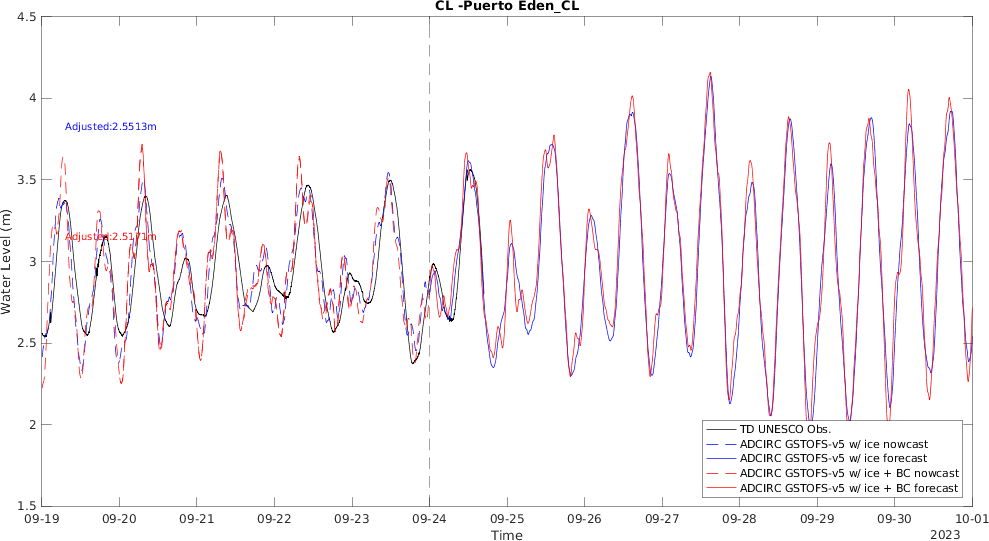 CL -Puerto Eden_CL
4.5
4
3.5
3
2.5
2
1.5
Water Level (m)
Adjusted:2.5513m
Adjusted:2.5171m
TD UNESCO Obs.
ADCIRC GSTOFS-v5 w/ ice nowcast
ADCIRC GSTOFS-v5 w/ ice forecast
ADCIRC GSTOFS-v5 w/ ice + BC nowcast
ADCIRC GSTOFS-v5 w/ ice + BC forecast
09-19 09-20 09-21 09-22 09-23 09-24 09-25 09-26 09-27 09-28 09-29 09-30 10-01
Time
2023